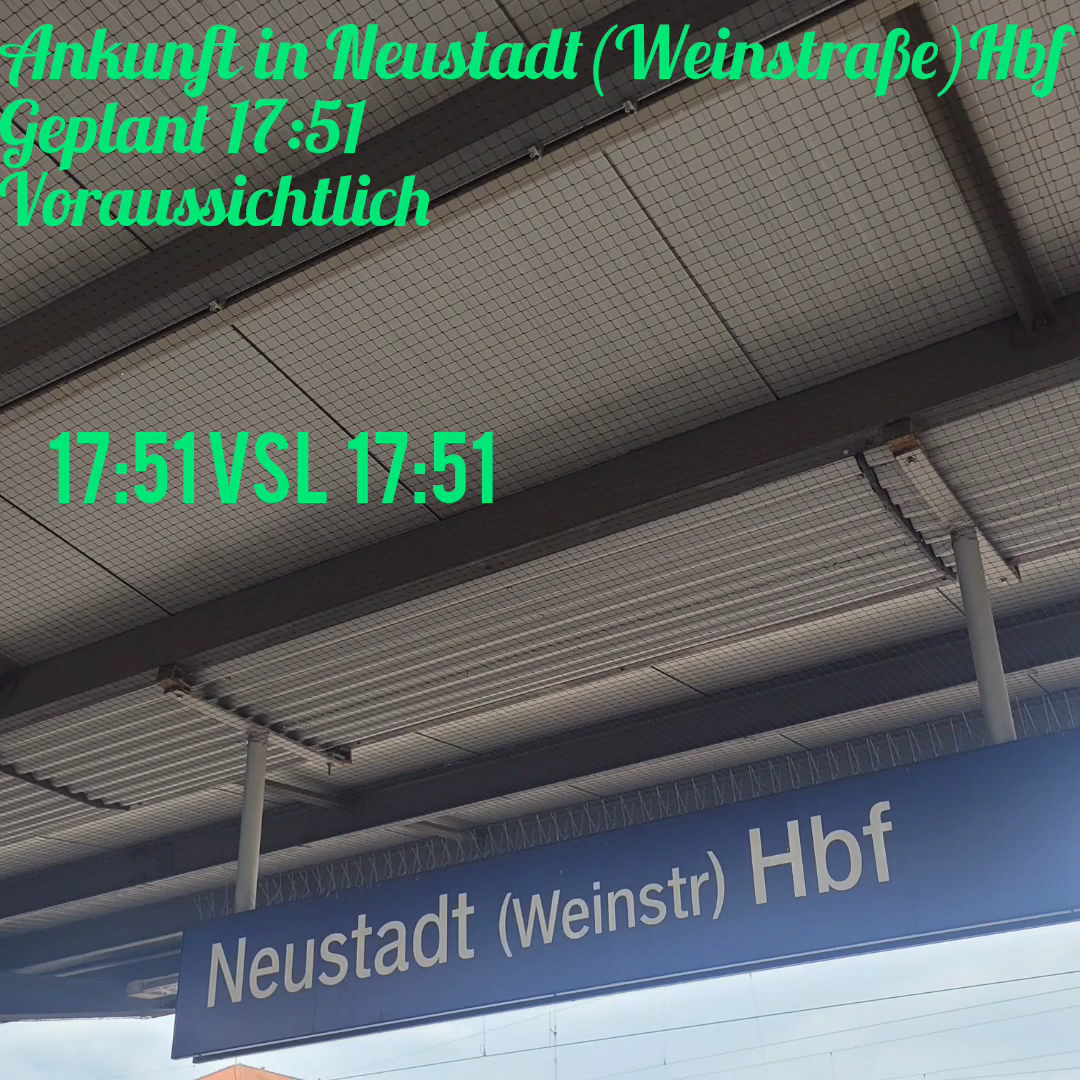 Ankunft in Neustadt(Weinstraße)Hbf
Geplant 17:51
Voraussichtlich
17:51 VSL 17:51
Neustadt (Weinstr) Hbf